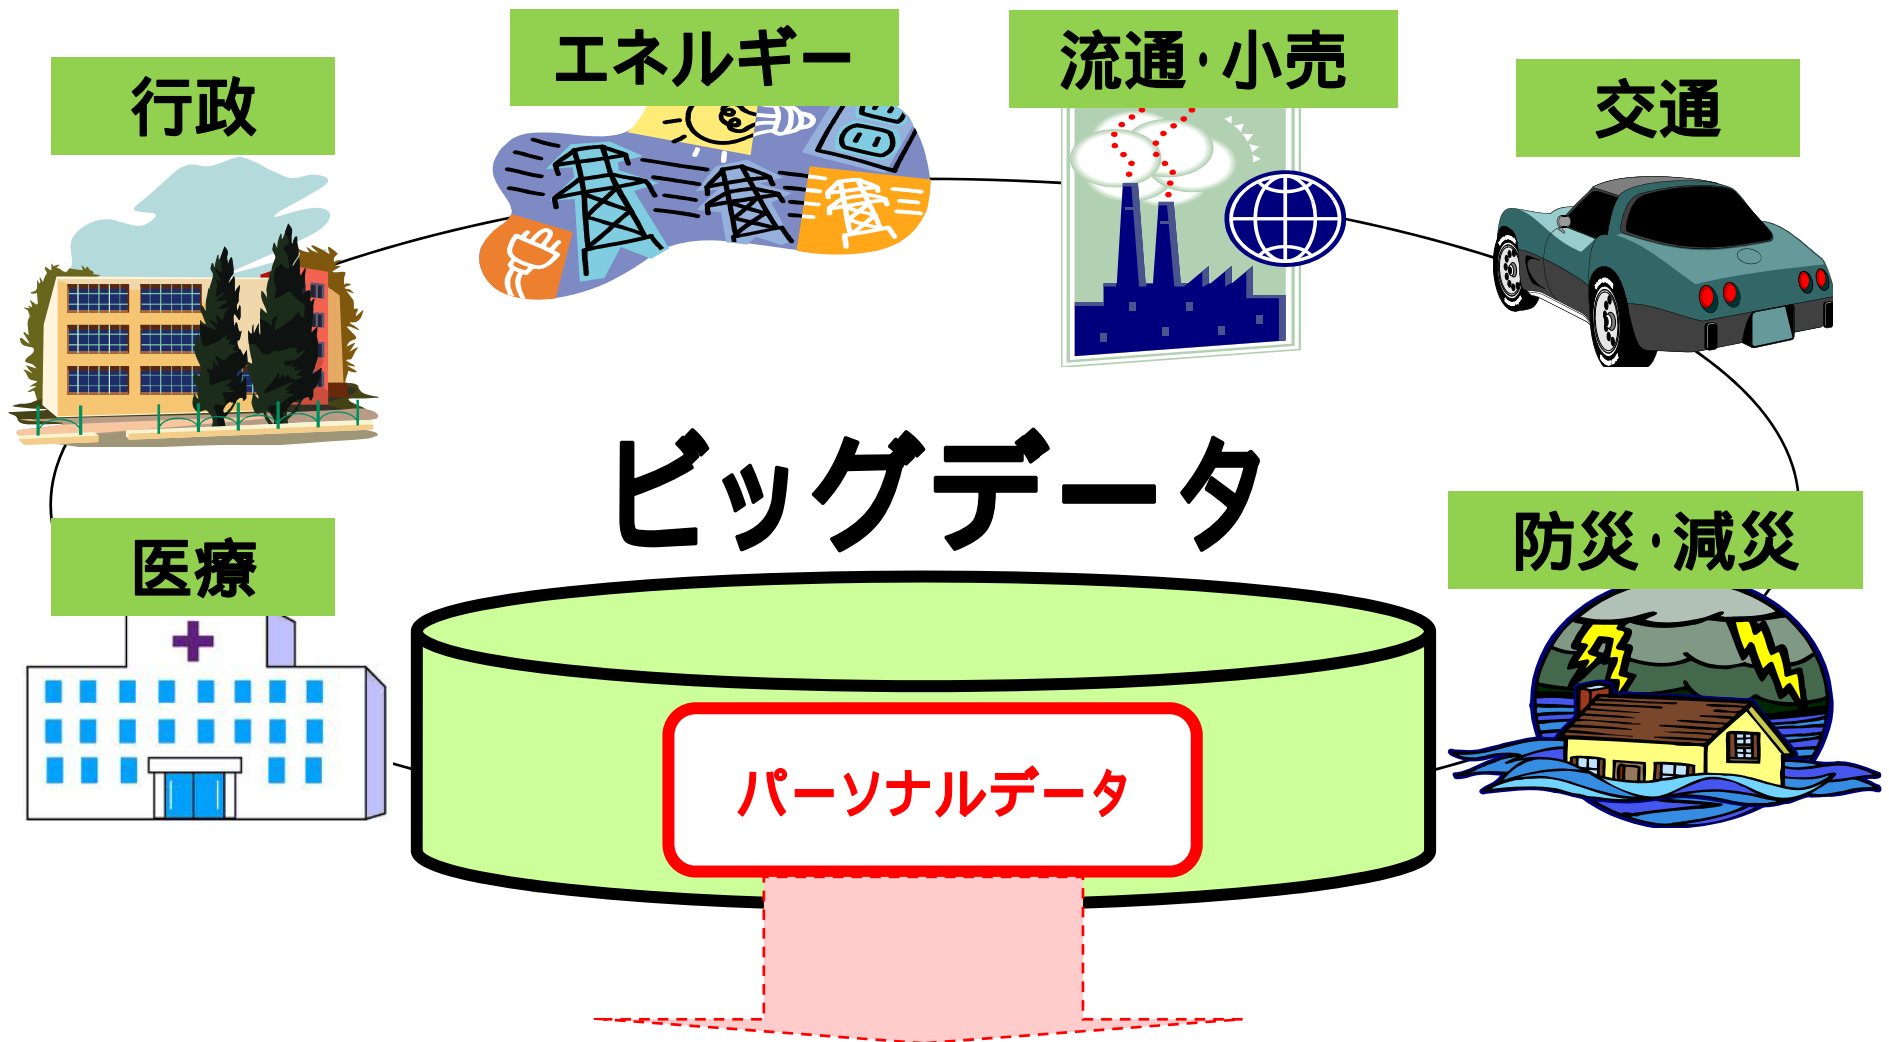 行政
エネルギー
流通・小売
交通
医療
ビッグデータ
防災・減災
パーソナルデータ